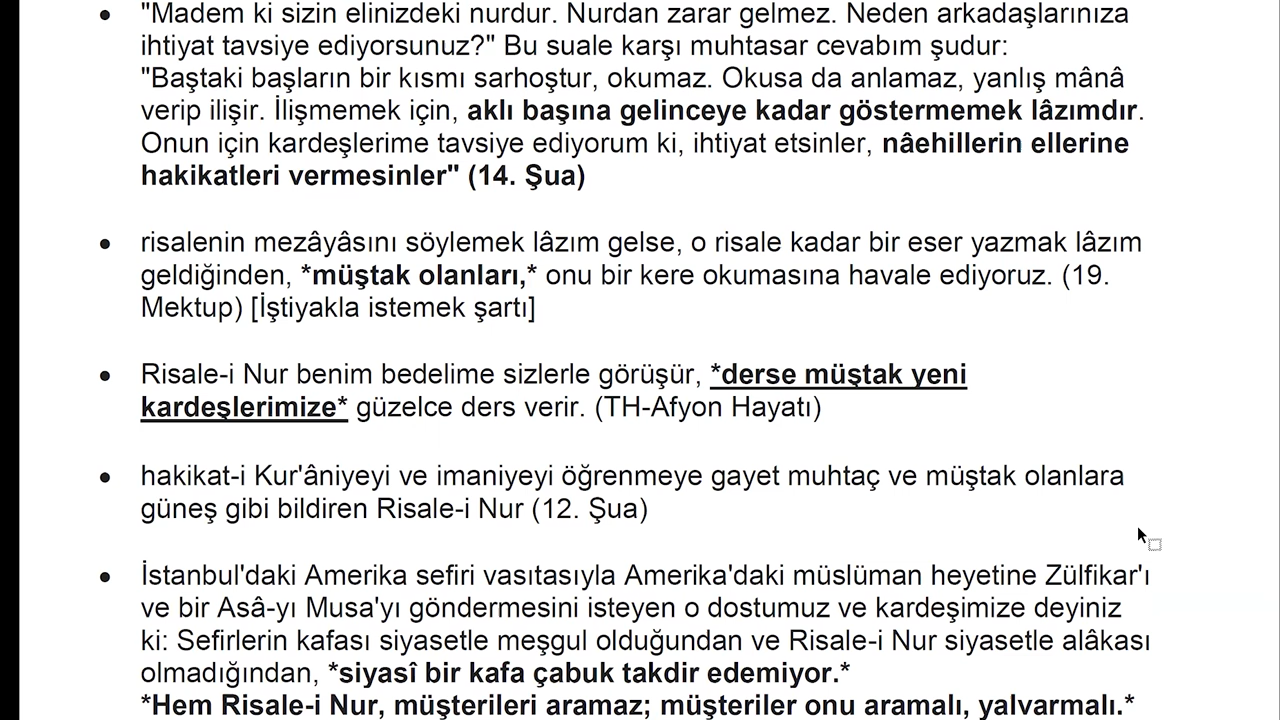 • "Madem ki sizin elinizdeki nurdur. Nurdan zarar gelmez. Neden arkadaşlarınıza
ihtiyat tavsiye ediyorsunuz?" Bu suale karşı muhtasar cevabım şudur:
"Baştaki başların bir kısmı sarhoştur, okumaz. Okusa da anlamaz, yanlış mânâ
verip ilişir. İlişmemek için, aklı başına gelinceye kadar göstermemek lâzımdır.
Onun için kardeşlerime tavsiye ediyorum ki, ihtiyat etsinler, nâehillerin ellerine
hakikatleri vermesinler" (14. Şua)
• risalenin mezâyâsını söylemek lâzım gelse, o risale kadar bir eser yazmak lâzım
geldiğinden, *müştak olanları,* onu bir kere okumasına havale ediyoruz. (19.
Mektup) [İştiyakla istemek şartı]
• Risale-i Nur benim bedelime sizlerle görüşür, *derse müştak yeni
kardeşlerimize* güzelce ders verir. (TH-Afyon Hayatı)
• hakikat-i Kur'âniyeyi ve imaniyeyi öğrenmeye gayet muhtaç ve müştak olanlara
güneş gibi bildiren Risale-i Nur (12. Şua)
• İstanbul'daki Amerika sefiri vasıtasıyla Amerika'daki müslüman heyetine Zülfikar'ı
ve bir Asâ-yı Musa'yı göndermesini isteyen o dostumuz ve kardeşimize deyiniz
ki: Sefirlerin kafası siyasetle meşgul olduğundan ve Risale-i Nur siyasetle alâkası
olmadığından, *siyasî bir kafa çabuk takdir edemiyor.*
*Hem Risale-i Nur, müşterileri aramaz; müşteriler onu aramalı, yalvarmalı.*